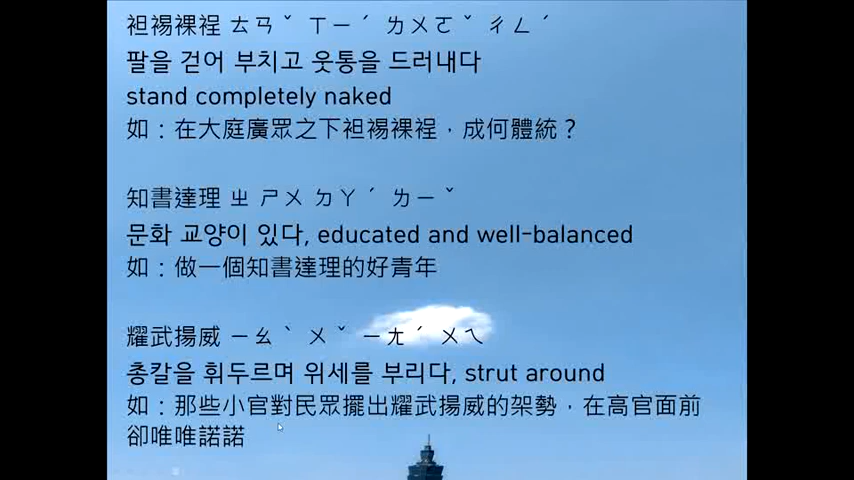 袒裼裸裎 ㄊㄢˇ ㄒㄧˊ ㄌㄨㄛˇ ㄔㄥˊ
팔을 걷어 부치고 웃통을 드러내다
stand completely naked
如：在大庭廣眾之下袒裼裸裎，成何體統？
知書達理 ㄓ ㄕㄨ ㄉㄚˊ ㄌㄧˇ
문화 교양이 있다, educated and well-balanced
如：做一個知書達理的好青年
耀武揚威 ㄧㄠˋ ㄨˇ ㄧㄤˊ ㄨㄟ
총칼을 휘두르며 위세를 부리다, strut around
如：那些小官對民眾擺出耀武揚威的架勢，在高官面前
卻唯唯諾諾